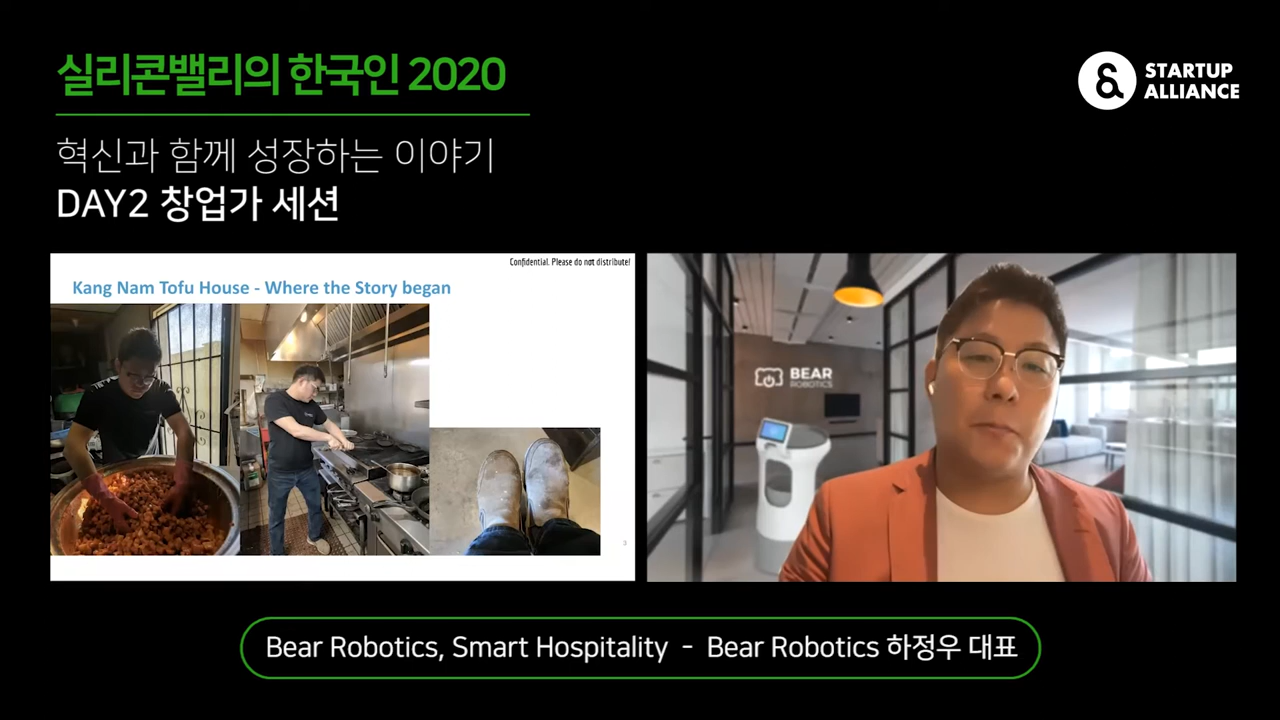 실리콘밸리의 한국인 2020
STARTUP
ALLIANCE
혁신과 함께 성장하는 이야기
DAY2 창업가 세션
Confidential. Please do not distribute!
Kang Nam Tofu House - Where the Story began
3
BEAR
ROBOTICS
Bear Robotics, Smart Hospitality - Bear Robotics 하정우 대표